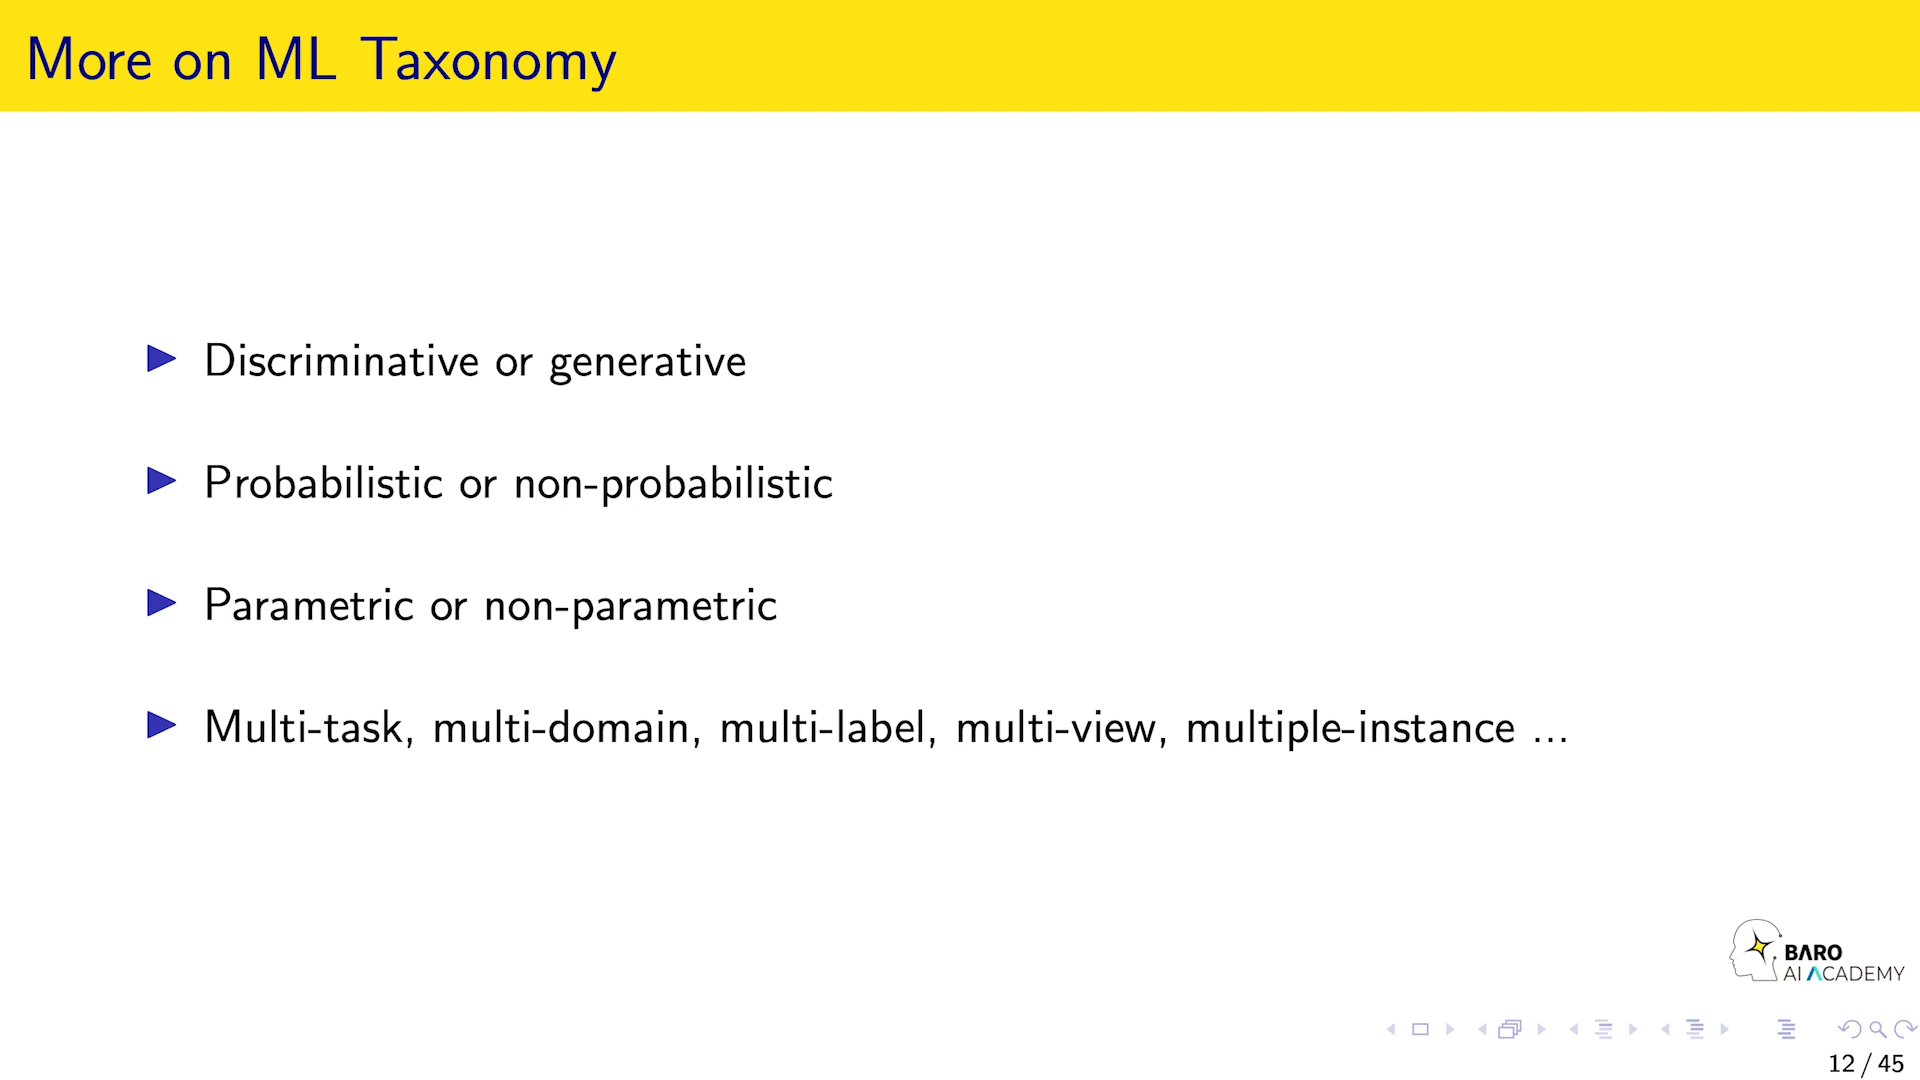 More on ML Taxonomy
Discriminative or generative
Probabilistic or non-probabilistic
Parametric or non-parametric
Multi-task, multi-domain, multi-label, multi-view, multiple-instance ...
BARO
AI ACADEMY
12 / 45